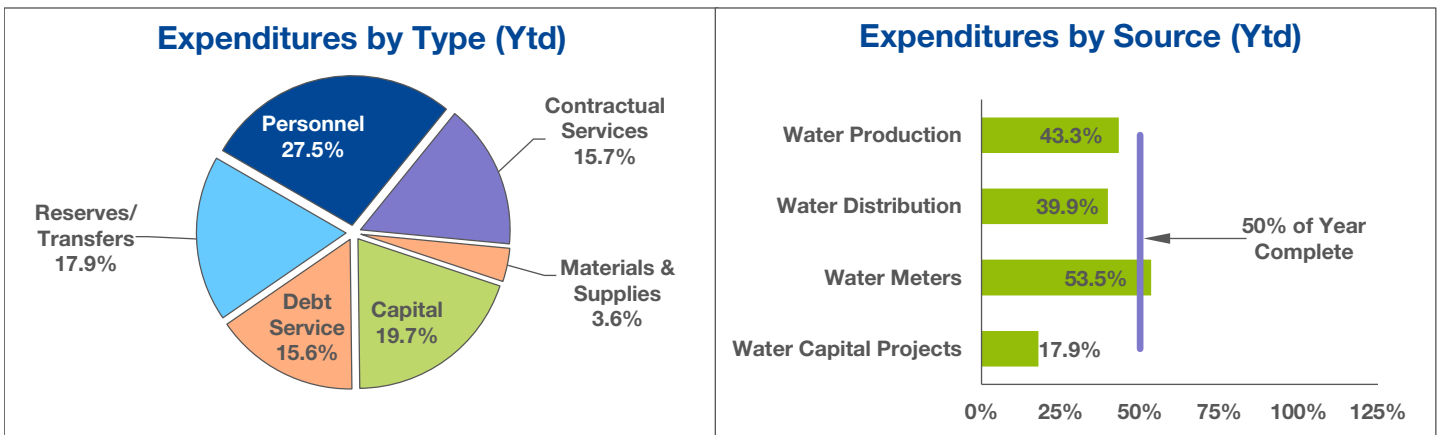 Expenditures by Type (Ytd)
Personnel
27.5%
Contractual
Services
15.7%
Reserves/
Transfers
17.9%
Materials &
Supplies
3.6%
Debt
Service
15.6%
Capital
19.7%
Expenditures by Source (Ytd)
Water Production
43.3%
Water Distribution
39.9%
50% of Year
Complete
Water Meters
53.5%
Water Capital Projects
17.9%
0% 25% 50% 75% 100% 125%